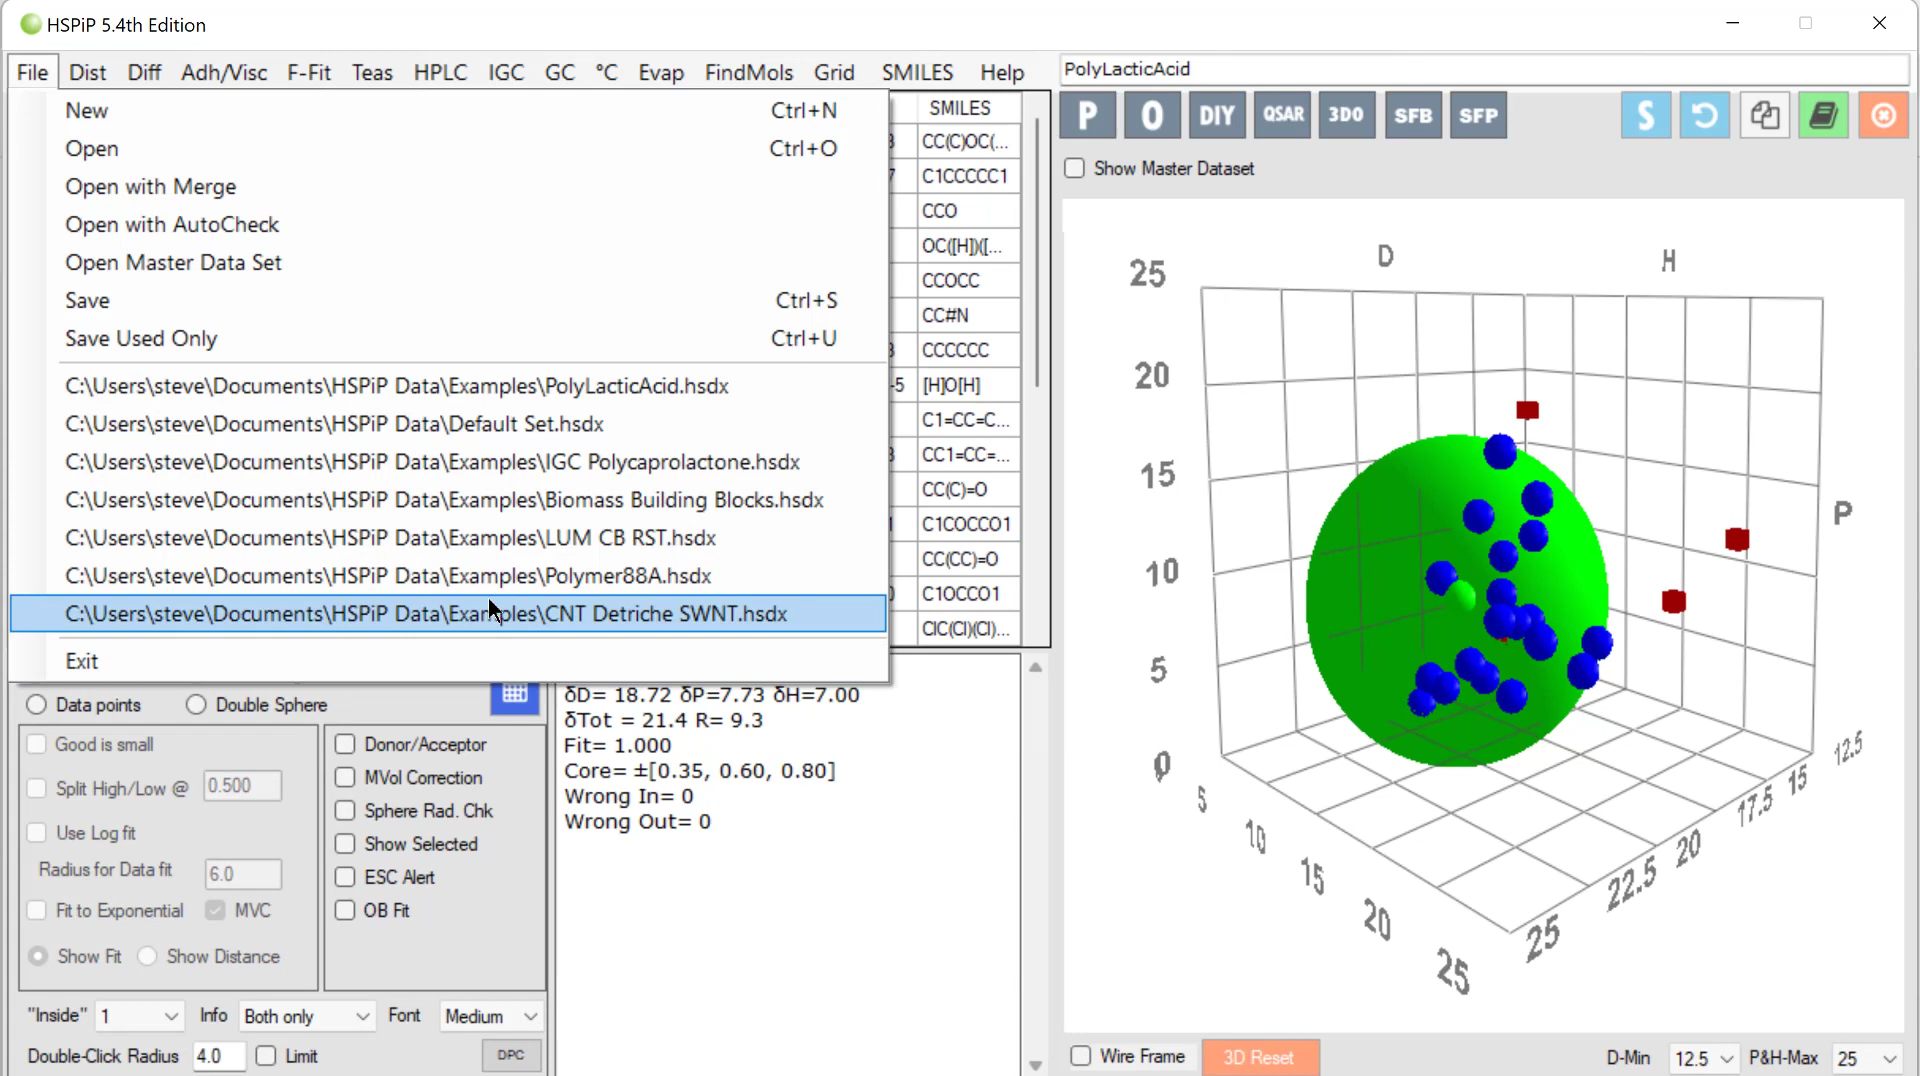 HSPiP 5.4th Edition
File Dist Diff Adh/Visc F-Fit Teas HPLC IGC GC °C Evap FindMols Grid SMILES Help
New Ctrl+N
Open Ctrl+O
Open with Merge
Open with AutoCheck
Open Master Data Set
Save Ctrl+S
Save Used Only Ctrl+U
C:\Users\steve\Documents\HSPiP Data\Examples\PolyLacticAcid.hsdx
C:\Users\steve\Documents\HSPiP Data\Default Set.hsdx
C:\Users\steve\Documents\HSPiP Data\Examples\IGC Polycaprolactone.hsdx
C:\Users\steve\Documents\HSPiP Data\Examples\Biomass Building Blocks.hsdx
C:\Users\steve\Documents\HSPiP Data\Examples\LUM CB RST.hsdx
C:\Users\steve\Documents\HSPiP Data\Examples\Polymer88A.hsdx
C:\Users\steve\Documents\HSPiP Data\Examples\CNT Detriche SWNT.hsdx
Exit
SMILES
CC(C)OC(...
C1CCCCC1
CCO
OC([H])([...
CCOCC
CC#N
CCCCCC
-5 [H]O[H]
C1=CC=C...
CC1=CC=...
CC(C)=O
C1COCCO1
CC(CC)=O
C1OCCO1
ClC(Cl)(Cl)...
Data points Double Sphere
Good is small
Split High/Low @ 0.500
Use Log fit
Radius for Data fit 6.0
Fit to Exponential MVC
Show Fit Show Distance
Donor/Acceptor
MVol Correction
Sphere Rad. Chk
Show Selected
ESC Alert
OB Fit
"Inside" 1 Info Both only Font Medium
Double-Click Radius 4.0 Limit DPC
δD= 18.72 δP=7.73 δH=7.00
δTot = 21.4 R= 9.3
Fit= 1.000
Core= ±[0.35, 0.60, 0.80]
Wrong In= 0
Wrong Out= 0
PolyLacticAcid
P O DIY QSAR 3DO SFB SFP S
Show Master Dataset
D H
25
20
15
10
5
0
P
5 10 15 20 25
25 22.5 20 17.5 15 12.5
Wire Frame 3D Reset D-Min 12.5 P&H-Max 25